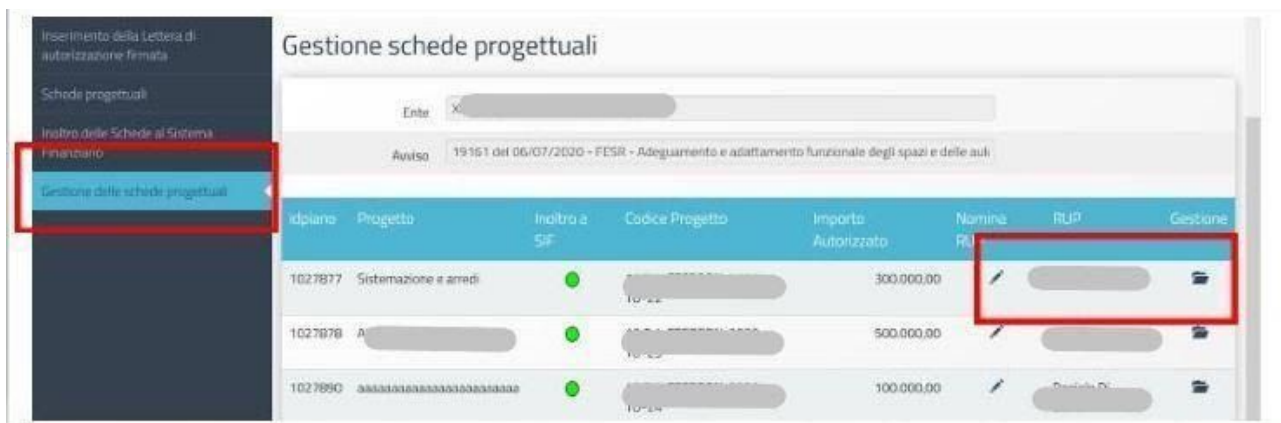 Inserimento della Lettera di
autorizzazione firmata
Schede progettuali
Inoltro delle Schede al Sistema
Finanziario
Gestione delle schede progettuali
Gestione schede progettuali
Ente X
Avviso 19161 del 06/07/2020 - FESR - Adeguamento e adattamento funzionale degli spazi e delle aule
Idpiano Progetto Inoltro a Codice Progetto Importo Nomina RUP Gestione
SIF Autorizzato
1027877 Sistemazione e arredi 300.000,00
1027878 A 500.000,00
1027890 aaaaaaaaaaaaaaaaaaaaaaaa 100.000,00